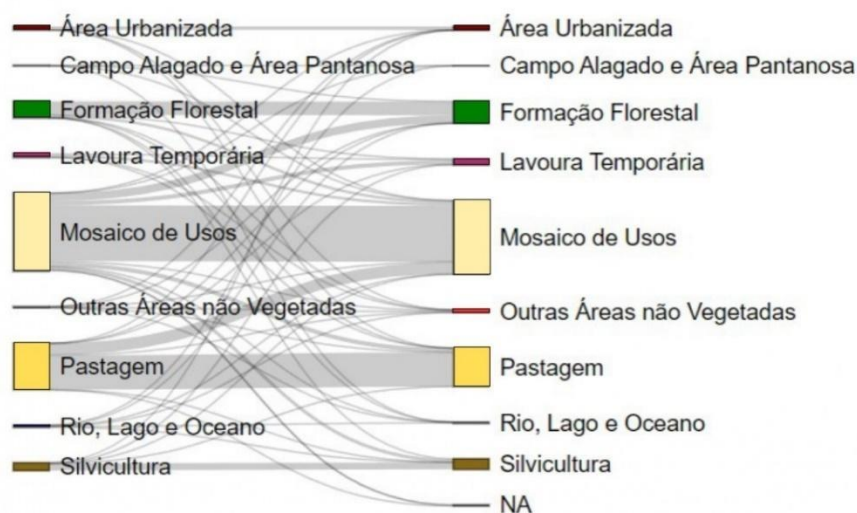 Área Urbanizada
Campo Alagado e Área Pantanosa
Formação Florestal
Lavoura Temporária
Mosaico de Usos
Outras Áreas não Vegetadas
Pastagem
Rio, Lago e Oceano
Silvicultura
Área Urbanizada
Campo Alagado e Área Pantanosa
Formação Florestal
Lavoura Temporária
Mosaico de Usos
Outras Áreas não Vegetadas
Pastagem
Rio, Lago e Oceano
Silvicultura
NA